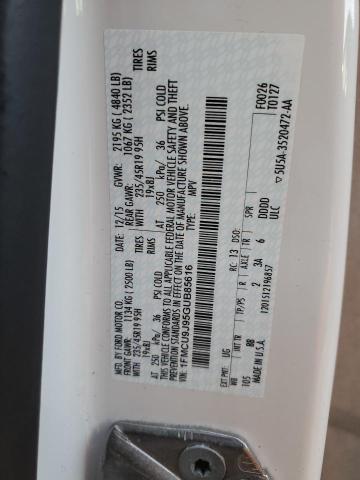 MFD. BY FORD MOTOR CO.
DATE: 12/15 GVWR: 2195 KG ( 4840 LB)
FRONT GAWR: 1134 KG ( 2500 LB) REAR GAWR: 1067 KG ( 2352 LB)
WITH 235/45R19 95H TIRES WITH 235/45R19 95H TIRES
19x8J RIMS 19x8J RIMS
AT 250 kPa/ 36 PSI COLD AT 250 kPa/ 36 PSI COLD
THIS VEHICLE CONFORMS TO ALL APPLICABLE FEDERAL MOTOR VEHICLE SAFETY AND THEFT
PREVENTION STANDARDS IN EFFECT ON THE DATE OF MANUFACTURE SHOWN ABOVE.
VIN: 1FMCU9J95GUB85616
TYPE: MPV
F0026
T0127
EXT PNT: UG RC: 13 DSO:
WB INT TR TP/PS R AXLE TR SPR
105 BB 2 3A 6 DDDD ULC
MADE IN U.S.A. 5U5A-3520472-AA